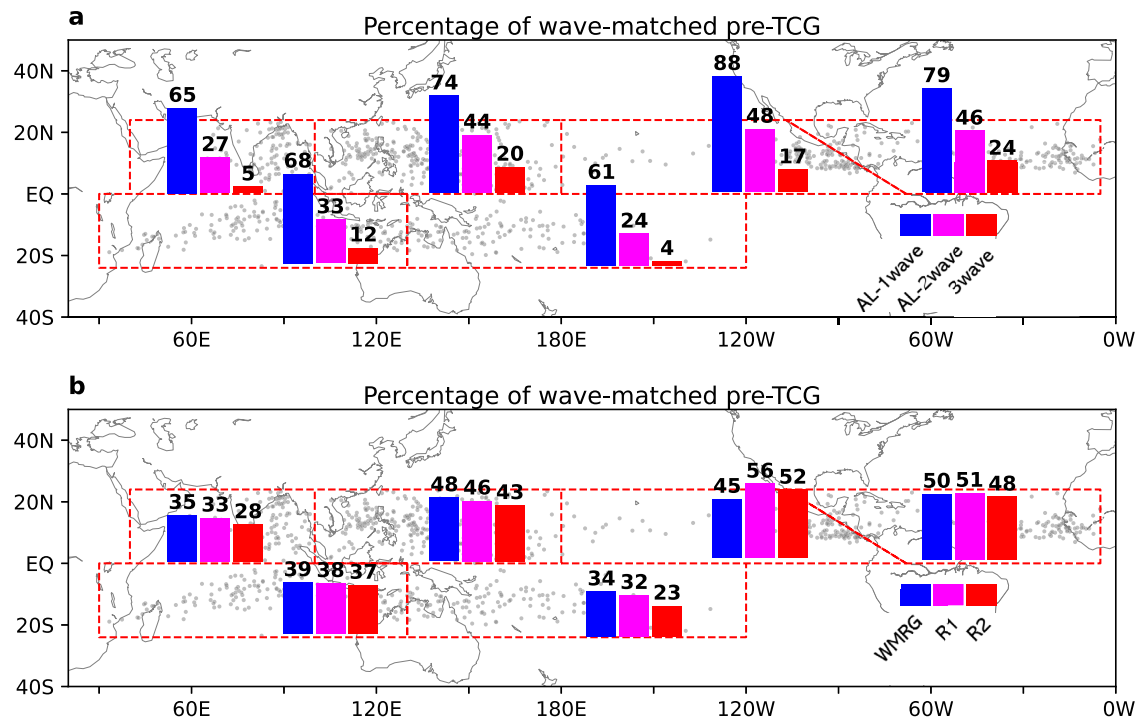 a
Percentage of wave-matched pre-TCG
40N
20N
EQ
20S
40S
65
27
5
68
33
12
74
44
20
61
24
4
88
48
17
79
46
24
AL-1wave
AL-2wave
3wave
60E
120E
180E
120W
60W
0W
b
Percentage of wave-matched pre-TCG
40N
20N
EQ
20S
40S
35
33
28
39
38
37
48
46
43
34
32
23
45
56
52
50
51
48
WMRG
R1
R2
60E
120E
180E
120W
60W
0W